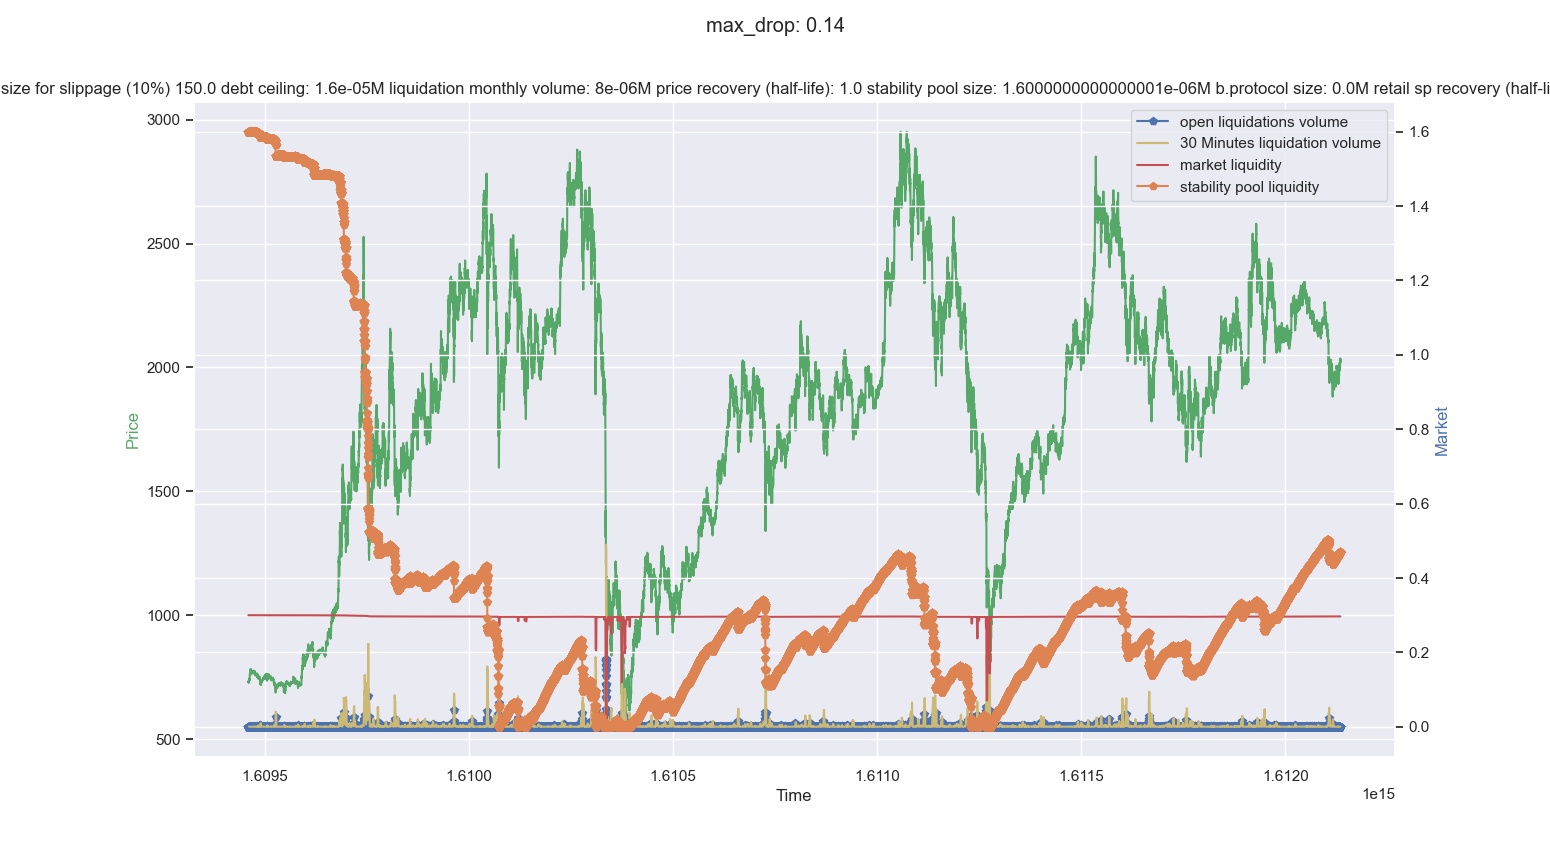 max_drop: 0.14
size for slippage (10%) 150.0 debt ceiling: 1.6e-05M liquidation monthly volume: 8e-06M price recovery (half-life): 1.0 stability pool size: 1.6000000000000001e-06M b.protocol size: 0.0M retail sp recovery (half-li
open liquidations volume
30 Minutes liquidation volume
market liquidity
stability pool liquidity
3000
2500
2000
1500
1000
500
Price
1.6
1.4
1.2
1.0
0.8
0.6
0.4
0.2
0.0
Market
1.6095 1.6100 1.6105 1.6110 1.6115 1.6120
1e15
Time